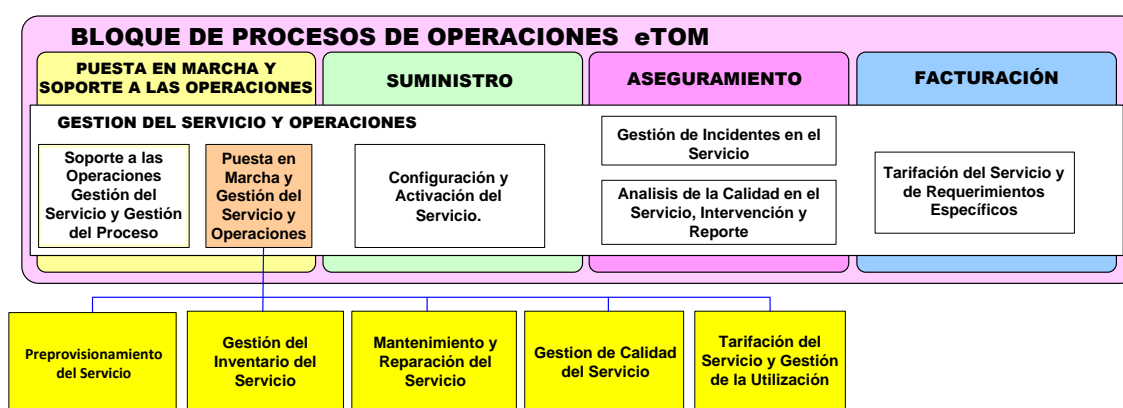 BLOQUE DE PROCESOS DE OPERACIONES eTOM
PUESTA EN MARCHA Y
SOPORTE A LAS OPERACIONES
SUMINISTRO
ASEGURAMIENTO
FACTURACIÓN
GESTION DEL SERVICIO Y OPERACIONES
Soporte a las
Operaciones
Gestión del
Servicio y Gestión
del Proceso
Puesta en
Marcha y
Gestión del
Servicio y
Operaciones
Configuración y
Activación del
Servicio.
Gestión de Incidentes en el
Servicio
Analisis de la Calidad en el
Servicio, Intervención y
Reporte
Tarifación del Servicio y
de Requerimientos
Específicos
Preprovisionamiento
del Servicio
Gestión del
Inventario del
Servicio
Mantenimiento y
Reparación del
Servicio
Gestion de Calidad
del Servicio
Tarifación del
Servicio y Gestión
de la Utilización